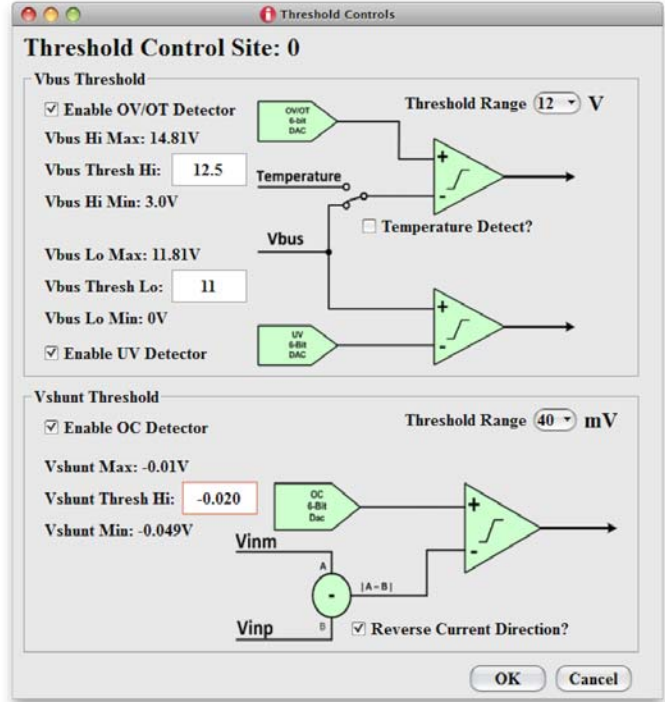 Threshold Controls
Threshold Control Site: 0
Vbus Threshold
Enable OV/OT Detector
OV/OT
6-bit
DAC
Threshold Range 12 V
Vbus Hi Max: 14.81V
Vbus Thresh Hi: 12.5
Temperature
+
-
Vbus Hi Min: 3.0V
Temperature Detect?
Vbus
Vbus Lo Max: 11.81V
Vbus Thresh Lo: 11
+
-
Vbus Lo Min: 0V
UV
6-Bit
DAC
Enable UV Detector
Vshunt Threshold
Enable OC Detector
Threshold Range 40 mV
Vshunt Max: -0.01V
Vshunt Thresh Hi: -0.020
OC
6-Bit
Dac
+
-
Vshunt Min: -0.049V
Vinm
A
-
|A-B|
B
Vinp
Reverse Current Direction?
OK Cancel